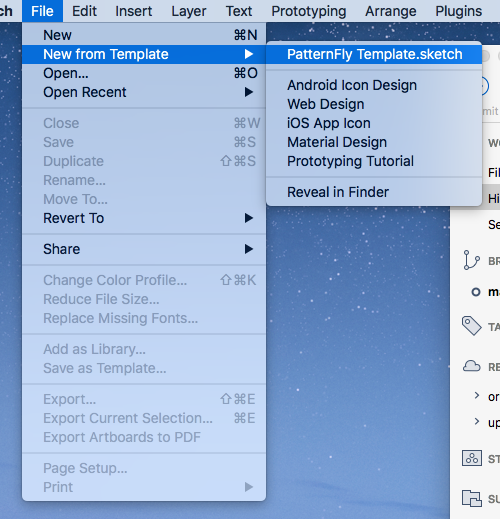 ch File Edit Insert Layer Text Prototyping Arrange Plugins
New ⌘N
New from Template ▶
Open... ⌘O
Open Recent ▶
Close ⌘W
Save ⌘S
Duplicate ⇧⌘S
Rename...
Move To...
Revert To ▶
Share ▶
Change Color Profile... ⇧⌘K
Reduce File Size...
Replace Missing Fonts...
Add as Library...
Save as Template...
Export... ⇧⌘E
Export Current Selection... ⌘E
Export Artboards to PDF
Page Setup...
Print ▶
PatternFly Template.sketch
Android Icon Design
Web Design
iOS App Icon
Material Design
Prototyping Tutorial
Reveal in Finder
mit
WO
File
Hi
Se
BR
ma
TA
RE
or
up
ST
SU